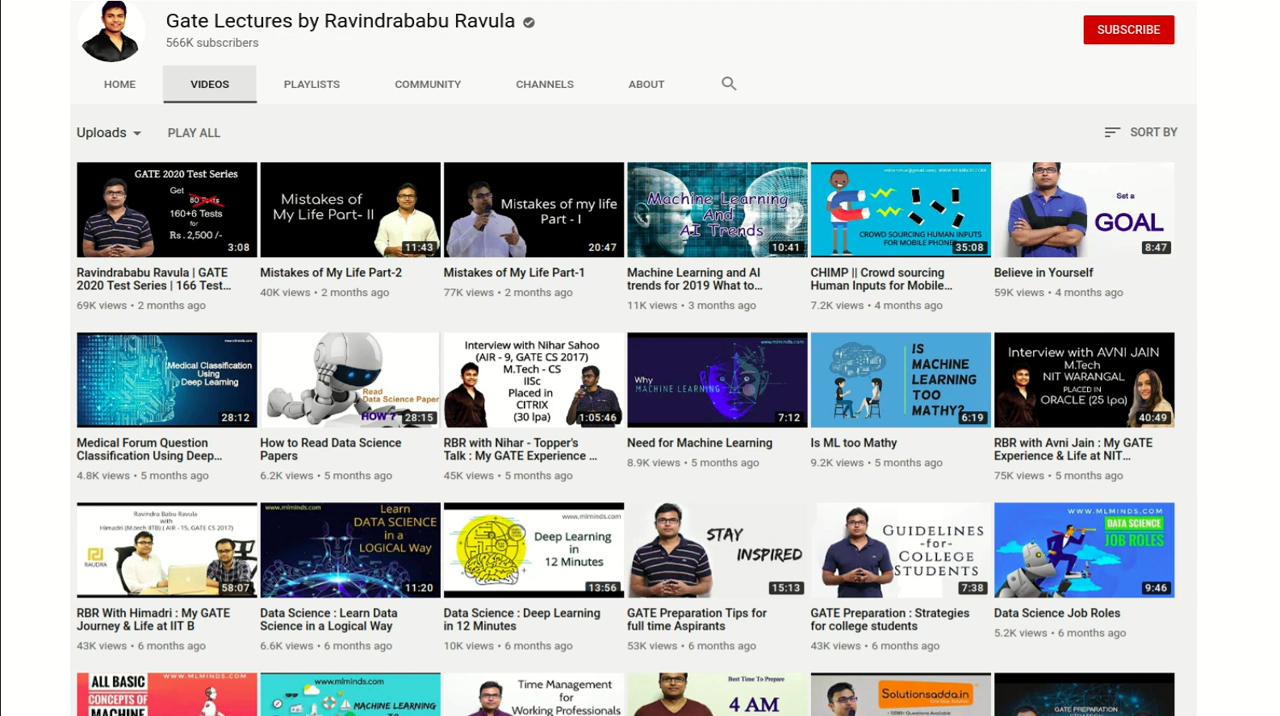 Gate Lectures by Ravindrababu Ravula
566K subscribers
SUBSCRIBE
HOME VIDEOS PLAYLISTS COMMUNITY CHANNELS ABOUT
Uploads PLAY ALL SORT BY
GATE 2020 Test Series
Get
80 Tests
160+6 Tests
for
Rs. 2,500 /-
3:08
Mistakes of
My Life Part- II
11:43
Mistakes of my life
Part - I
20:47
Machine Learning
And
AI Trends
10:41
CROWD SOURCING HUMAN INPUTS
FOR MOBILE PHONE
35:08
Set a
GOAL
8:47
Ravindrababu Ravula | GATE
2020 Test Series | 166 Test...
69K views • 2 months ago
Mistakes of My Life Part-2
40K views • 2 months ago
Mistakes of My Life Part-1
77K views • 2 months ago
Machine Learning and AI
trends for 2019 What to...
11K views • 3 months ago
CHIMP || Crowd sourcing
Human Inputs for Mobile...
7.2K views • 4 months ago
Believe in Yourself
59K views • 4 months ago
Medical Classification
Using
Deep Learning
28:12
Read
Data Science Paper
HOW ?
28:15
Interview with Nihar Sahoo
(AIR - 9, GATE CS 2017)
M.Tech - CS
IISc
Placed in
CITRIX
(30 lpa)
1:05:46
www.mlminds.com
Why
MACHINE LEARNING
7:12
IS
MACHINE
LEARNING
TOO
MATHY?
6:19
Interview with AVNI JAIN
M.Tech
NIT WARANGAL
PLACED IN
ORACLE (25 lpa)
40:49
Medical Forum Question
Classification Using Deep...
4.8K views • 5 months ago
How to Read Data Science
Papers
6.2K views • 5 months ago
RBR with Nihar - Topper's
Talk : My GATE Experience ...
45K views • 5 months ago
Need for Machine Learning
8.9K views • 5 months ago
Is ML too Mathy
9.2K views • 5 months ago
RBR with Avni Jain : My GATE
Experience & Life at NIT...
75K views • 5 months ago
Ravindra Babu Ravula
with
Himadri (M.tech IITB) ( AIR - 15, GATE CS 2017)
RAUDRA
58:07
www.mlminds.com
Learn
DATA SCIENCE
in a
LOGICAL Way
11:20
www.mlminds.com
Deep Learning
in
12 Minutes
13:56
STAY
INSPIRED
15:13
GUIDELINES
-FOR-
COLLEGE
STUDENTS
7:38
WWW.MLMINDS.COM
DATA SCIENCE
JOB ROLES
9:46
RBR With Himadri : My GATE
Journey & Life at IIT B
43K views • 6 months ago
Data Science : Learn Data
Science in a Logical Way
6.6K views • 6 months ago
Data Science : Deep Learning
in 12 Minutes
10K views • 6 months ago
GATE Preparation Tips for
full time Aspirants
53K views • 6 months ago
GATE Preparation : Strategies
for college students
43K views • 6 months ago
Data Science Job Roles
5.2K views • 6 months ago
WWW.MLMINDS.COM
ALL BASIC
CONCEPTS OF
MACHINE
www.mlminds.com
MACHINE LEARNING
Time Management
for
Working Professionals
Best Time To Prepare
4 AM
Solutionsadda.in
GATE PREPARATION